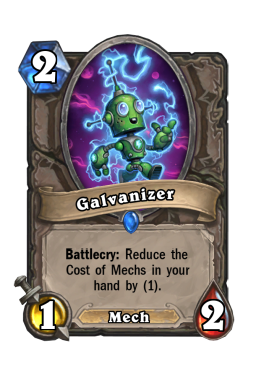 2
Galvanizer
Battlecry: Reduce the
Cost of Mechs in your
hand by (1).
1
Mech
2